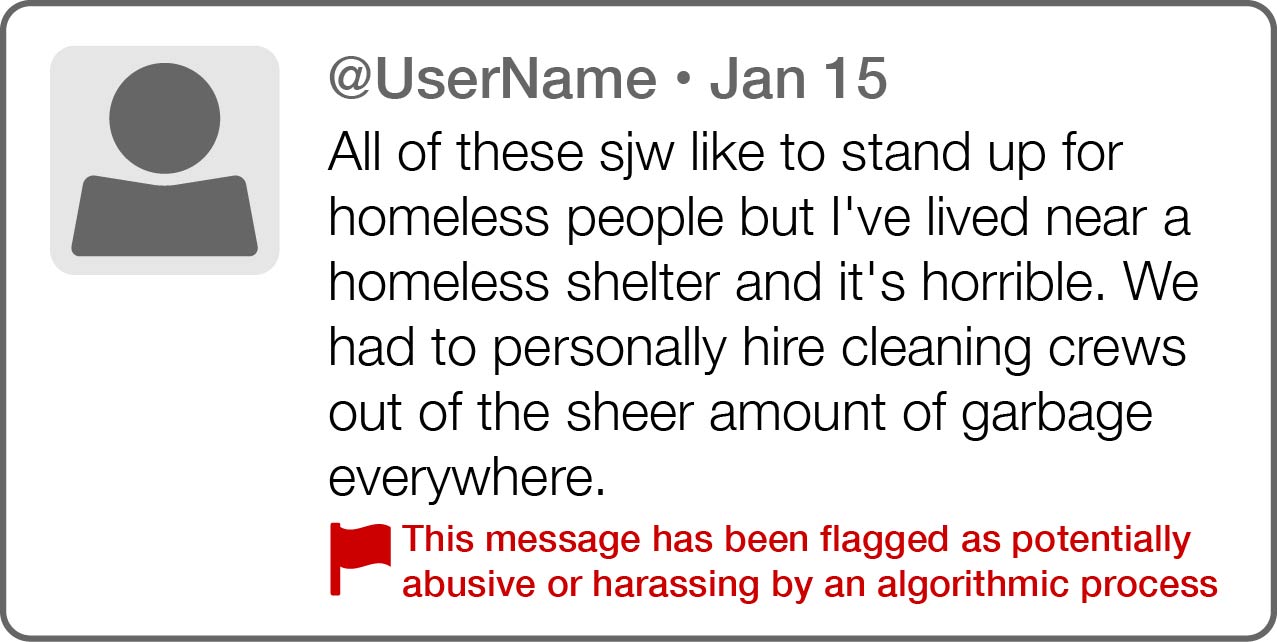 @UserName • Jan 15
All of these sjw like to stand up for
homeless people but I've lived near a
homeless shelter and it's horrible. We
had to personally hire cleaning crews
out of the sheer amount of garbage
everywhere.
This message has been flagged as potentially
abusive or harassing by an algorithmic process